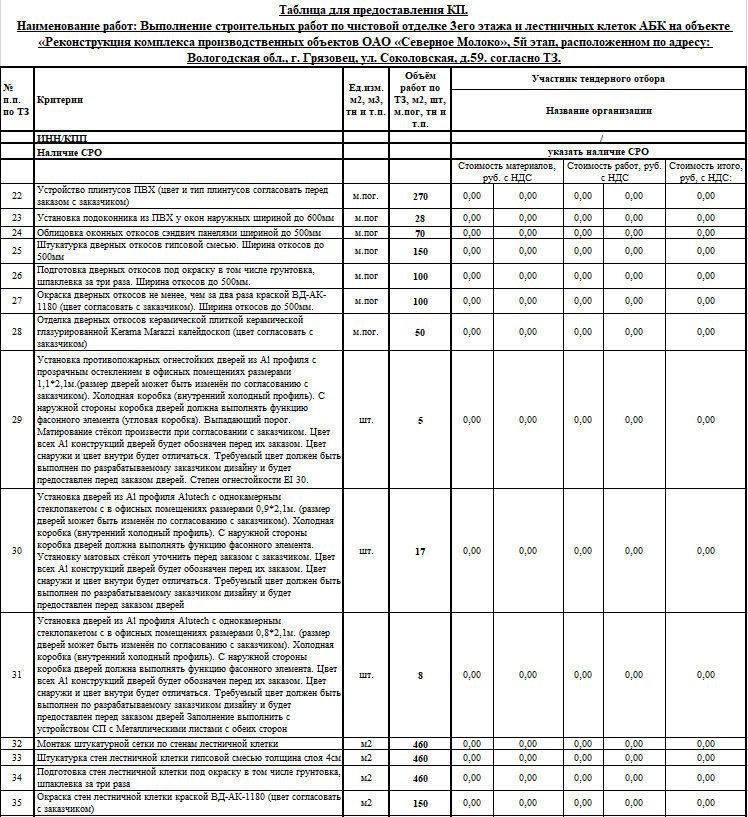 Таблица для предоставления КП.
Наименование работ: Выполнение строительных работ по чистовой отделке 3его этажа и лестничных клеток АБК на объекте
«Реконструкция комплекса производственных объектов ОАО «Северное Молоко», 5й этап, расположенном по адресу:
Вологодская обл., г. Грязовец, ул. Соколовская, д.59. согласно ТЗ.
№ п.п. по ТЗ Критерии Ед.изм. м2, м3, тн и т.п. Объём работ по ТЗ, м2, шт, м.пог, тн и т.п. Участник тендерного отбора
Название организации
ИНН/КПП /
Наличие СРО указать наличие СРО
Стоимость материалов, руб. с НДС Стоимость работ, руб. с НДС Стоимость итого, руб, с НДС:
22 Устройство плинтусов ПВХ (цвет и тип плинтусов согласовать перед
заказом с заказчиком) м.пог. 270 0,00 0,00 0,00 0,00 0,00
23 Установка подоконника из ПВХ у окон наружных шириной до 600мм м.пог 28 0,00 0,00 0,00 0,00 0,00
24 Облицовка оконных откосов сэндвич панелями шириной до 500мм м.пог 70 0,00 0,00 0,00 0,00 0,00
25 Штукатурка дверных откосов гипсовой смесью. Ширина откосов до
500мм м.пог 150 0,00 0,00 0,00 0,00 0,00
26 Подготовка дверных откосов под окраску в том числе грунтовка,
шпаклевка за три раза. Ширина откосов до 500мм. м.пог 100 0,00 0,00 0,00 0,00 0,00
27 Окраска дверных откосов не менее, чем за два раза краской ВД-АК-
1180 (цвет согласовать с заказчиком). Ширина откосов до 500мм. м.пог 100 0,00 0,00 0,00 0,00 0,00
28 Отделка дверных откосов керамической плиткой керамической
глазурированной Kerama Marazzi калейдоскоп (цвет согласовать с
заказчиком) м.пог. 50 0,00 0,00 0,00 0,00 0,00
29 Установка противопожарных огнестойких дверей из Al профиля с
прозрачным остеклением в офисных помещениях размерами
1,1*2,1м.(размер дверей может быть изменён по согласованию с
заказчиком). Холодная коробка (внутренний холодный профиль). С
наружной стороны коробка дверей должна выполнять функцию
фасонного элемента (угловая коробка). Выпадающий порог.
Матирование стёкол произвести при согласовании с заказчиком. Цвет
всех Al конструкций дверей будет обозначен перед их заказом. Цвет
снаружи и цвет внутри будет отличаться. Требуемый цвет должен быть
выполнен по разрабатываемому заказчиком дизайну и будет
предоставлен перед заказом дверей. Степен огнестойкости EI 30. шт. 5 0,00 0,00 0,00 0,00 0,00
30 Установка дверей из Al профиля Alutech с однокамерным
стеклопакетом с в офисных помещениях размерами 0,9*2,1м. (размер
дверей может быть изменён по согласованию с заказчиком). Холодная
коробка (внутренний холодный профиль). С наружной стороны
коробка дверей должна выполнять функцию фасонного элемента.
Установку матовых стёкол уточнить перед заказом с заказчиком. Цвет
всех Al конструкций дверей будет обозначен перед их заказом. Цвет
снаружи и цвет внутри будет отличаться. Требуемый цвет должен быть
выполнен по разрабатываемому заказчиком дизайну и будет
предоставлен перед заказом дверей шт. 17 0,00 0,00 0,00 0,00 0,00
31 Установка дверей из Al профиля Alutech с однокамерным
стеклопакетом с в офисных помещениях размерами 0,8*2,1м. (размер
дверей может быть изменён по согласованию с заказчиком). Холодная
коробка (внутренний холодный профиль). С наружной стороны
коробка дверей должна выполнять функцию фасонного элемента. Цвет
всех Al конструкций дверей будет обозначен перед их заказом. Цвет
снаружи и цвет внутри будет отличаться. Требуемый цвет должен быть
выполнен по разрабатываемому заказчиком дизайну и будет
предоставлен перед заказом дверей Заполнение выполнить с
устройством СП с Металлическими листами с обеих сторон шт. 8 0,00 0,00 0,00 0,00 0,00
32 Монтаж штукатурной сетки по стенам лестничной клетки м2 460 0,00 0,00 0,00 0,00 0,00
33 Штукатурка стен лестничной клетки гипсовой смесью толщина слоя 4см м2 460 0,00 0,00 0,00 0,00 0,00
34 Подготовка стен лестничной клетки под окраску в том числе грунтовка,
шпаклевка за три раза м2 460 0,00 0,00 0,00 0,00 0,00
35 Окраска стен лестничной клетки краской ВД-АК-1180 (цвет согласовать
с заказчиком) м2 150 0,00 0,00 0,00 0,00 0,00